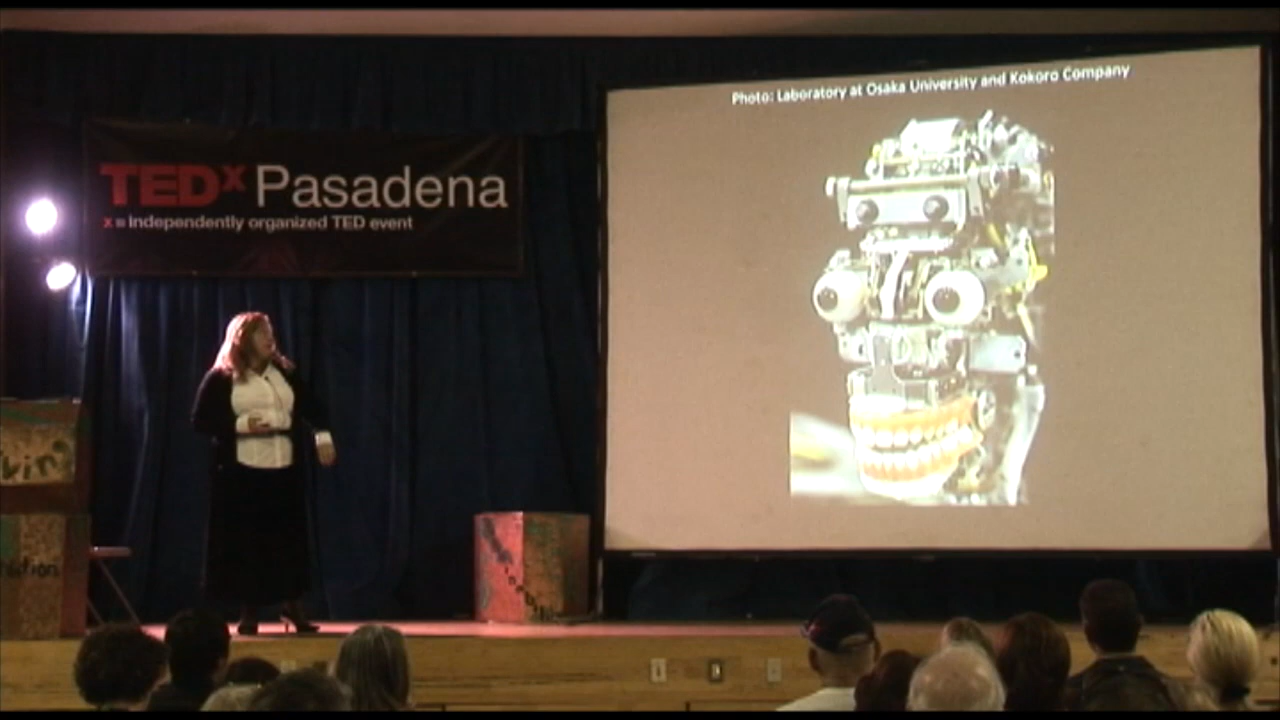 Photo: Laboratory at Osaka University and Kokoro Company
TEDx Pasadena
x = independently organized TED event